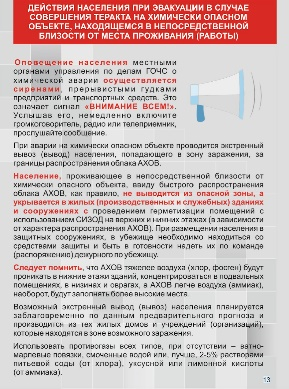 ДЕЙСТВИЯ НАСЕЛЕНИЯ ПРИ ЭВАКУАЦИИ В СЛУЧАЕ
СОВЕРШЕНИЯ ТЕРАКТА НА ХИМИЧЕСКИ ОПАСНОМ
ОБЪЕКТЕ, НАХОДЯЩЕМСЯ В НЕПОСРЕДСТВЕННОЙ
БЛИЗОСТИ ОТ МЕСТА ПРОЖИВАНИЯ (РАБОТЫ)
Оповещение населения местными
органами управления по делам ГОЧС о
химической аварии осуществляется
сиренами, прерывистыми гудками
предприятий и транспортных средств. Это
означает сигнал «ВНИМАНИЕ ВСЕМ!».
Услышав его, немедленно включите
громкоговоритель, радио или телеприемник,
прослушайте сообщение.
При аварии на химически опасном объекте проводится экстренный
вывоз (вывод) населения, попадающего в зону заражения, за
границы распространения облака АХОВ.
Население, проживающее в непосредственной близости от
химически опасного объекта, ввиду быстрого распространения
облака АХОВ, как правило, не выводится из опасной зоны, а
укрывается в жилых (производственных и служебных) зданиях
и сооружениях с проведением герметизации помещений с
использованием СИЗОД на верхних и нижних этажах (в зависимости
от характера распространения АХОВ). При размещении населения в
защитных сооружениях, в убежище необходимо находиться со
средствами защиты и быть в готовности надеть их по команде
(распоряжению) дежурного по убежищу.
Следует помнить, что АХОВ тяжелее воздуха (хлор, фосген) будут
проникать в нижние этажи зданий, концентрироваться в подвальных
помещениях, в низинах и оврагах, а АХОВ легче воздуха (аммиак),
наоборот, будут заполнять более высокие места.
Возможный экстренный вывоз (вывод) населения планируется
заблаговременно по данным предварительного прогноза и
производится из тех жилых домов и учреждений (организаций),
которые находятся в зоне возможного заражения.
Использовать противогазы всех типов, при отсутствии – ватно-
марлевые повязки, смоченные водой или, лучше, 2-5% растворами
питьевой соды (от хлора), уксусной или лимонной кислоты
(от аммиака).
13